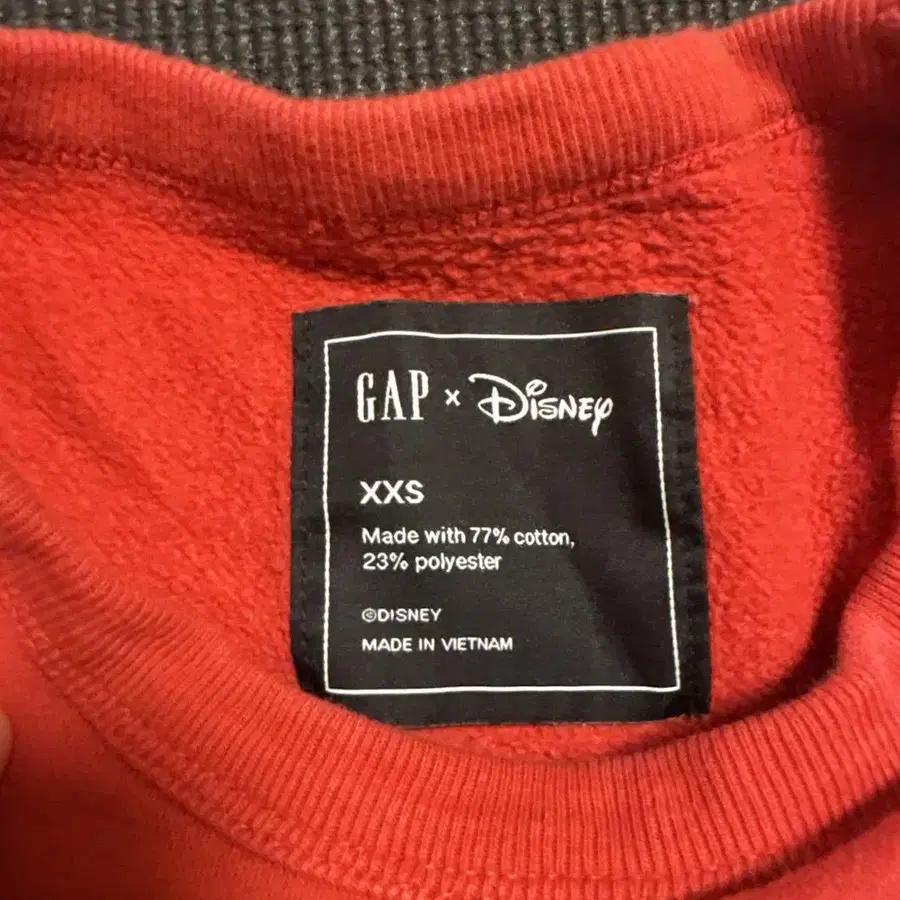 GAP × Disney
XXS
Made with 77% cotton,
23% polyester
©DISNEY
MADE IN VIETNAM